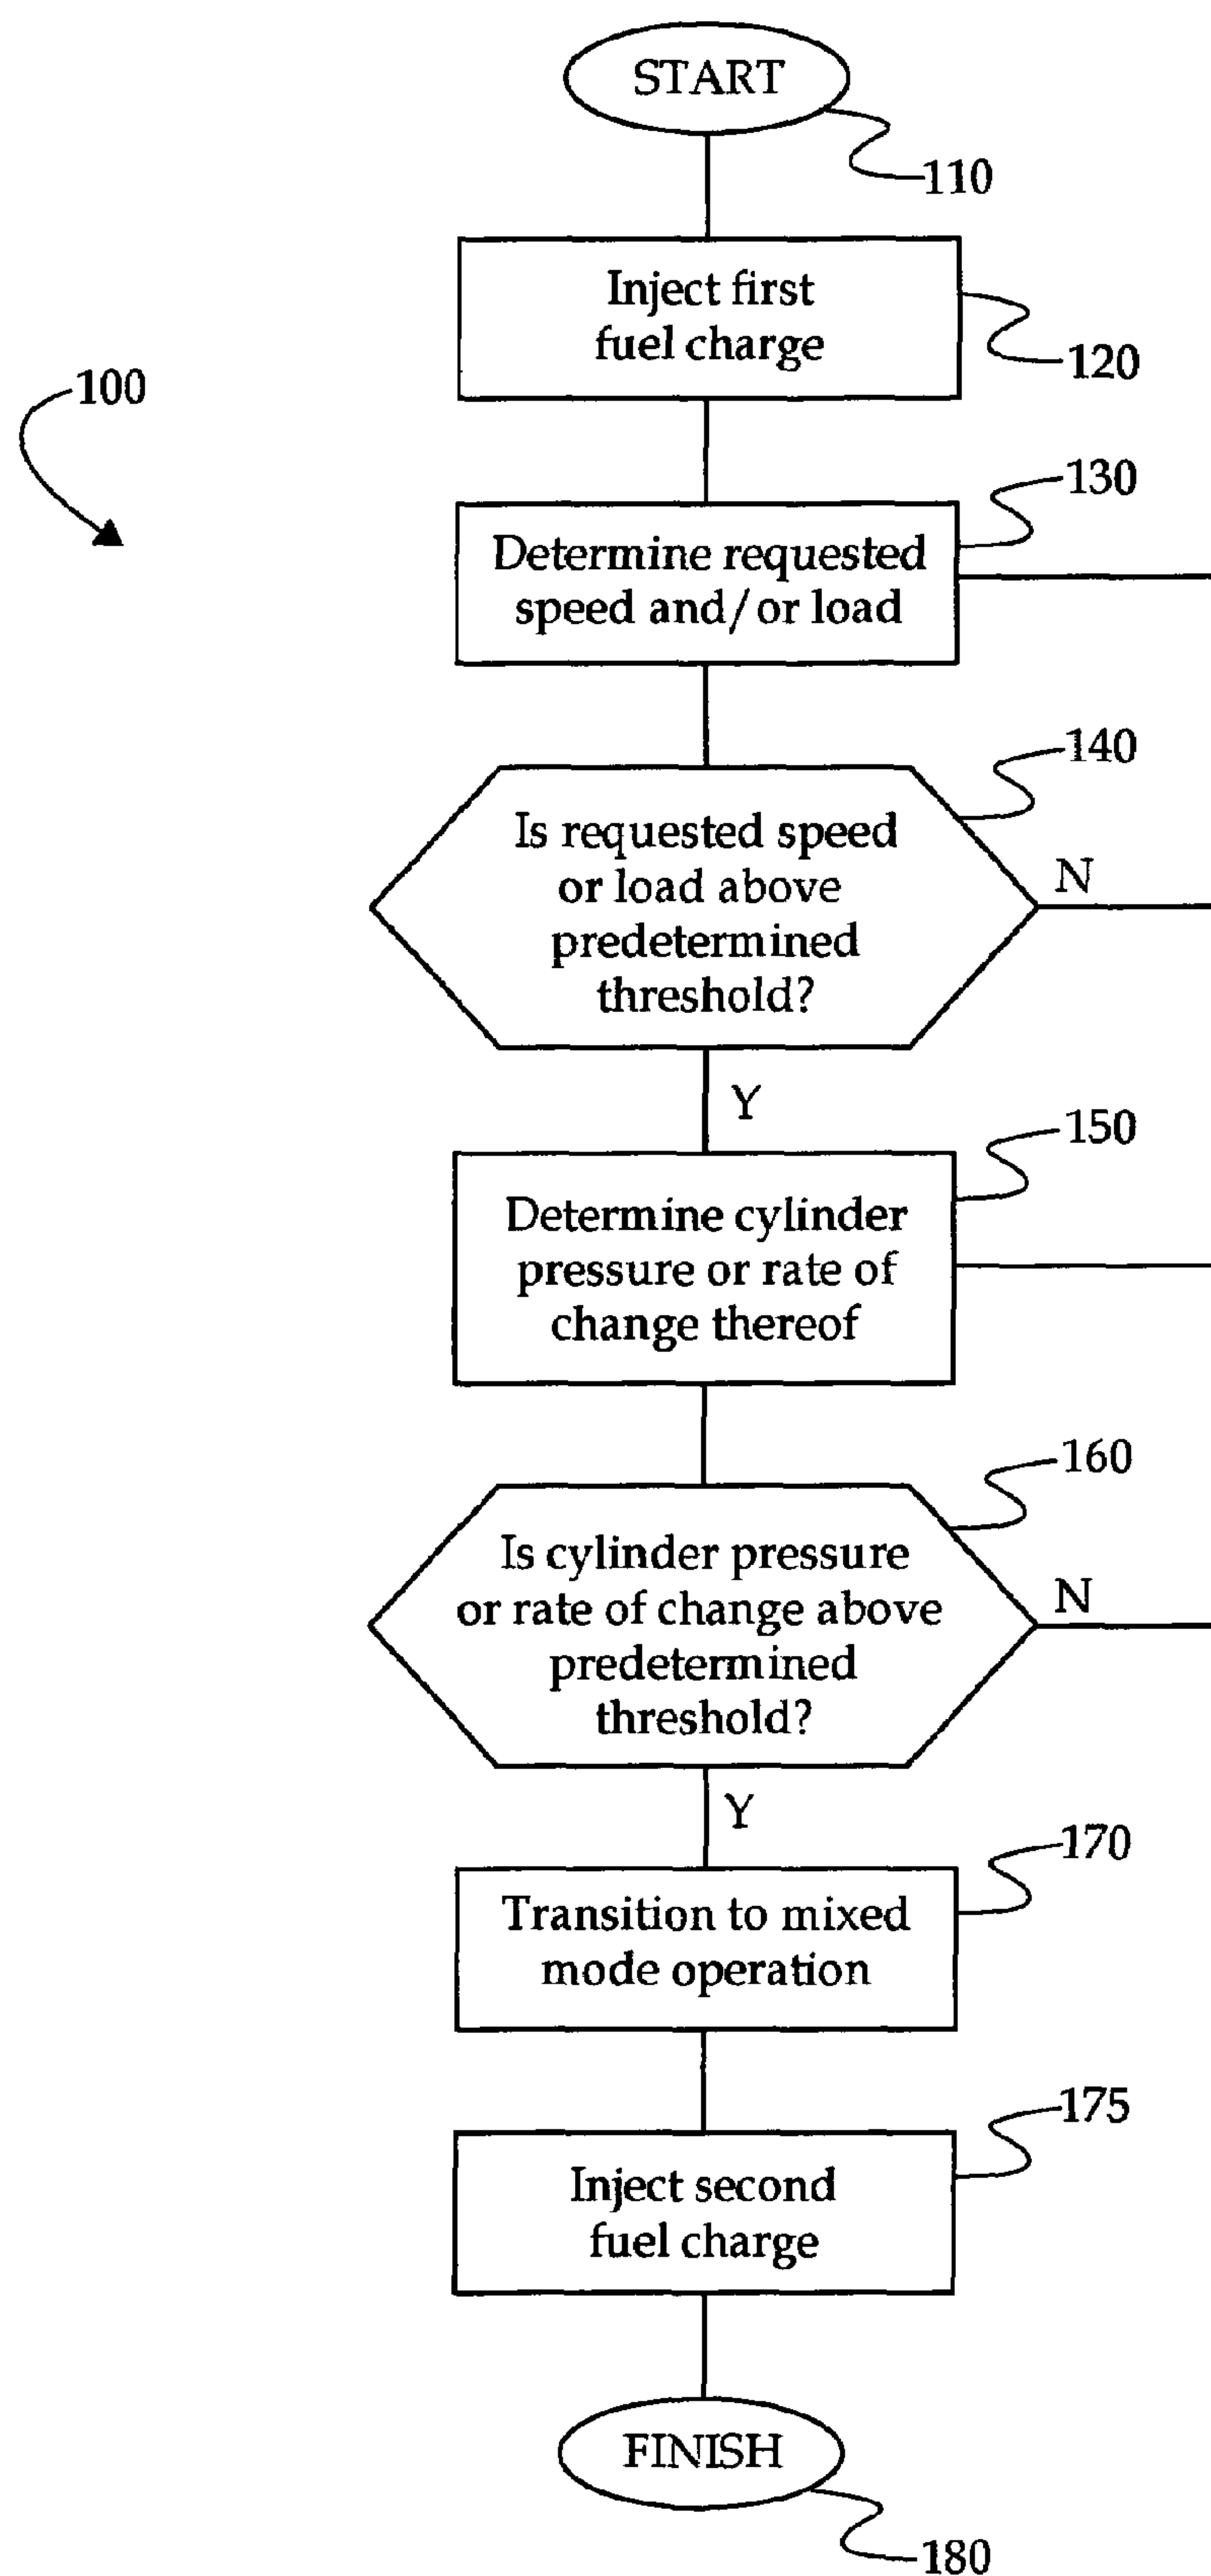 START
110
Inject first
fuel charge
120
100
130
Determine requested
speed and/or load
140
Is requested speed
or load above
predetermined
threshold?
N
Y
150
Determine cylinder
pressure or rate of
change thereof
160
Is cylinder pressure
or rate of change above
predetermined
threshold?
N
Y
170
Transition to mixed
mode operation
175
Inject second
fuel charge
FINISH
180